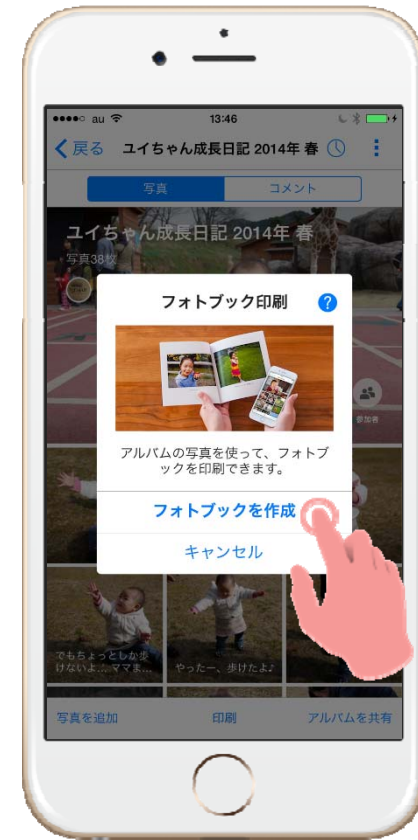 au 13:46
戻る ユイちゃん成長日記 2014年 春
写真 コメント
ユイちゃん成長日記 2014年 春
写真38枚
フォトブック印刷 ?
参加者
アルバムの写真を使って、フォトブ
ックを印刷できます。
フォトブックを作成
キャンセル
でもちょっとしか歩
けないよ...ママま... やったー、歩けたよ♪
写真を追加 印刷 アルバムを共有